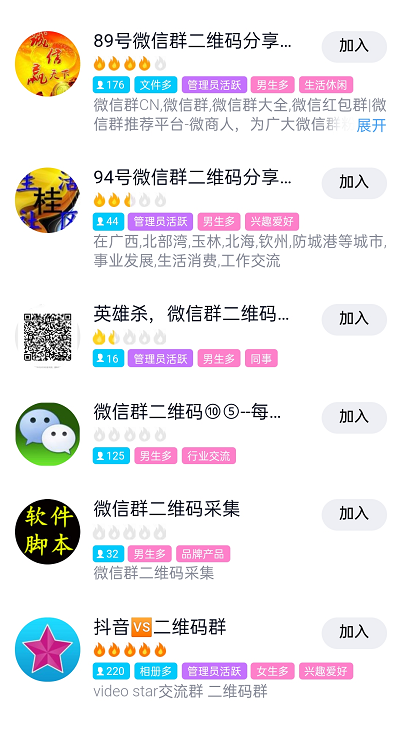 89号微信群二维码分享…
加入
176 文件多 管理员活跃 男生多 生活休闲
微信群CN,微信群,微信群大全,微信红包群|微
信群推荐平台-微商人，为广大微信群 展开
94号微信群二维码分享…
加入
44 管理员活跃 男生多 兴趣爱好
在广西,北部湾,玉林,北海,钦州,防城港等城市,
事业发展,生活消费,工作交流
英雄杀，微信群二维码…
加入
16 管理员活跃 男生多 同事
微信群二维码⑩⑤--每…
加入
125 男生多 行业交流
软件
脚本
微信群二维码采集
加入
32 男生多 品牌产品
微信群二维码采集
抖音🆚二维码群
加入
220 相册多 管理员活跃 女生多 兴趣爱好
video star交流群 二维码群